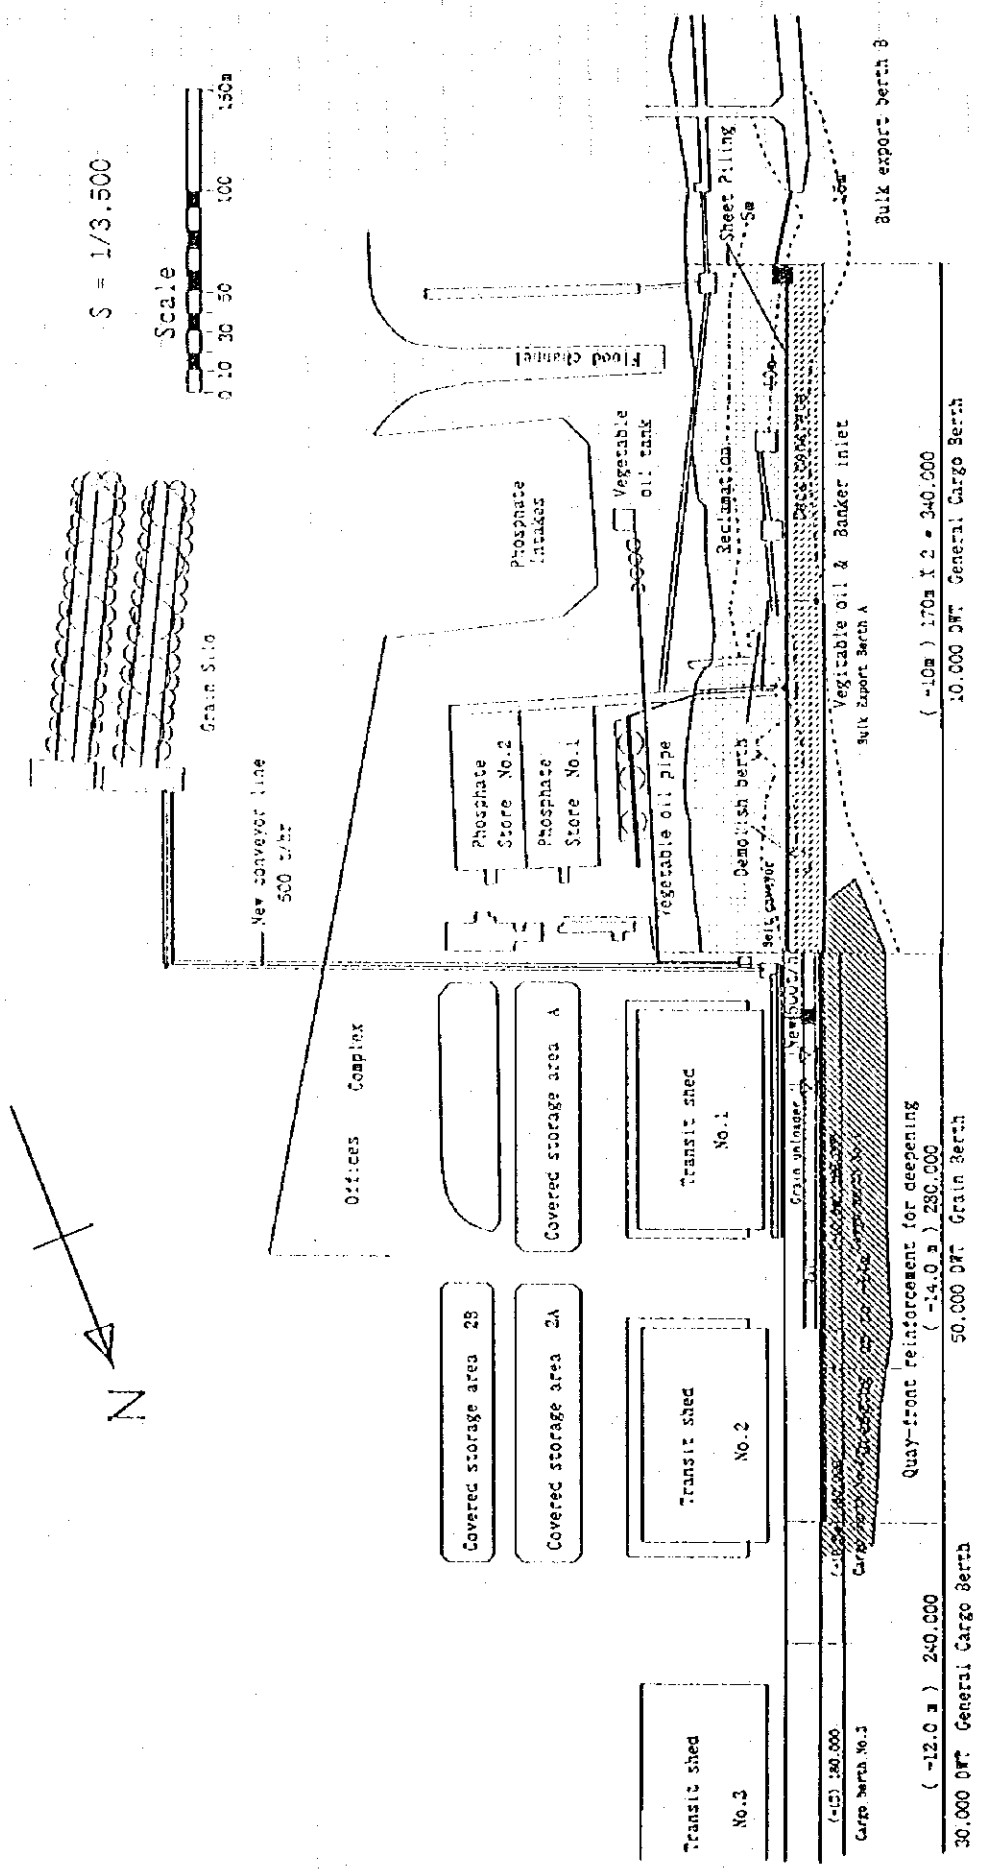 S = 1/3.500
Scale
0 10 30 50 100 150m
Grain Silo
New conveyor line
600 t/hr
N
Offices Complex
Phosphate
Intakes
Flood channel
Vegetable
oil tank
Phosphate
Store No.2
Phosphate
Store No.1
Vegetable oil pipe
Reclamation
Sheet Piling
5m
10m
15m
Demolish berth
Belt conveyor
Covered storage area 2B
Covered storage area 2A
Covered storage area A
Transit shed
No.3
Transit shed
No.2
Transit shed
No.1
Grain unloader
Vegitable oil & Banker inlet
Bulk Export Berth A
Bulk export berth B
Cargo berth No.3
Quay-front reinforcement for deepening
( -12.0 m ) 240.000
( -14.0 m ) 280.000
( -10m ) 170m X 2 = 340.000
30.000 DWT General Cargo Berth
50.000 DWT Grain Berth
10.000 DWT General Cargo Berth